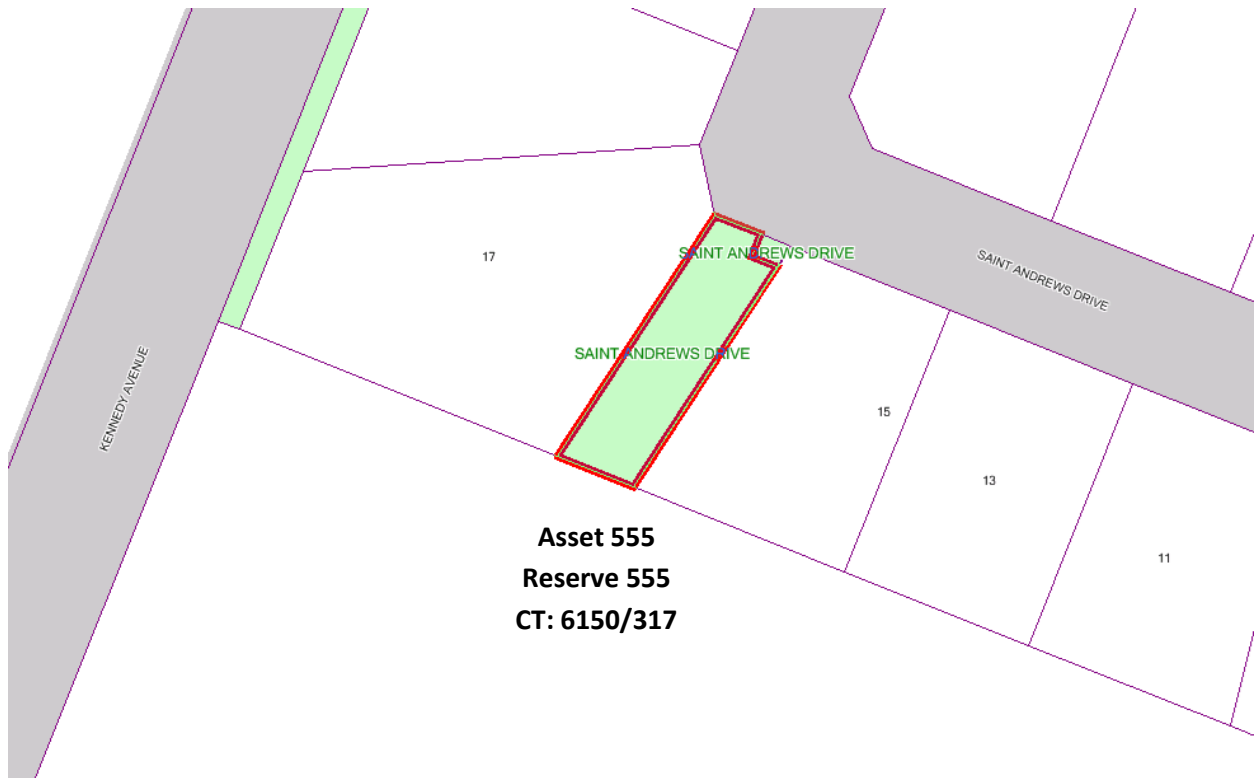 SAINT ANDREWS DRIVE
17
SAINT ANDREWS DRIVE
SAINT ANDREWS DRIVE
KENNEDY AVENUE
15
13
11
Asset 555
Reserve 555
CT: 6150/317